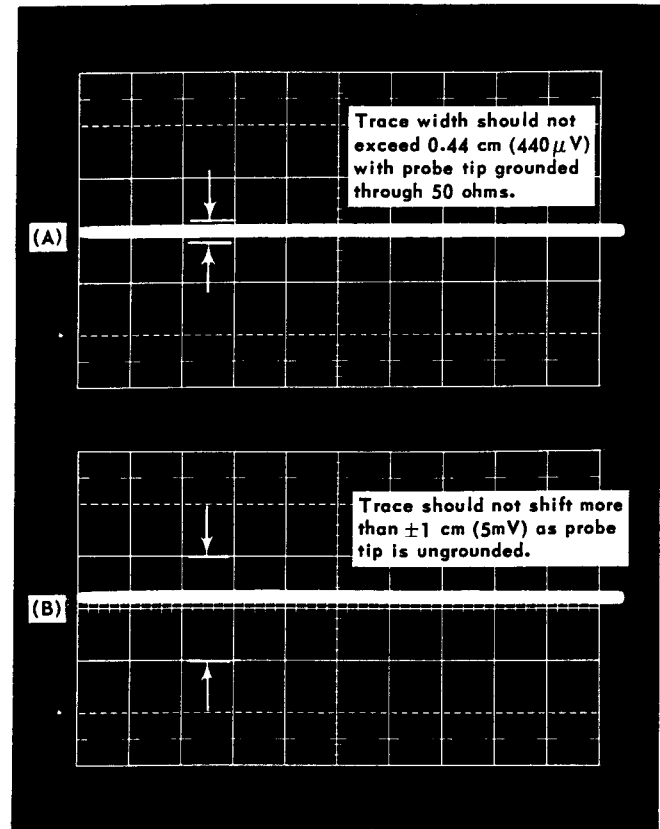 Trace width should not
exceed 0.44 cm (440μV)
with probe tip grounded
through 50 ohms.
(A)
Trace should not shift more
than ±1 cm (5mV) as probe
tip is ungrounded.
(B)